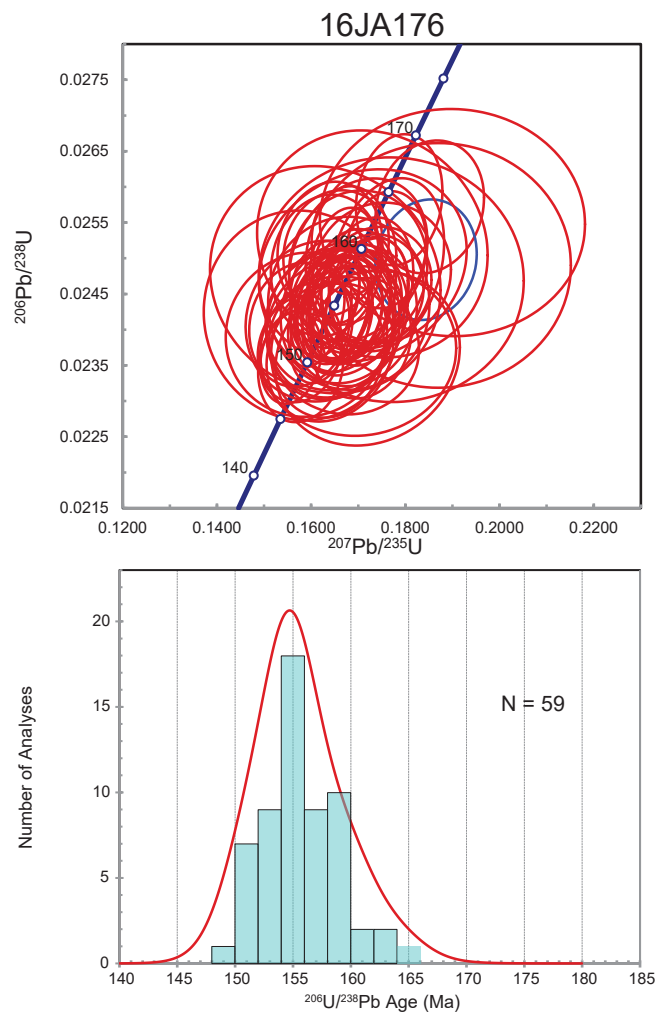 16JA176
0.0275
0.0265
0.0255
0.0245
0.0235
0.0225
0.0215
²⁰⁶Pb/²³⁸U
170
160
150
140
0.1200 0.1400 0.1600 0.1800 0.2000 0.2200
²⁰⁷Pb/²³⁵U
20
15
10
5
0
Number of Analyses
N = 59
140 145 150 155 160 165 170 175 180 185
²⁰⁶U/²³⁸Pb Age (Ma)